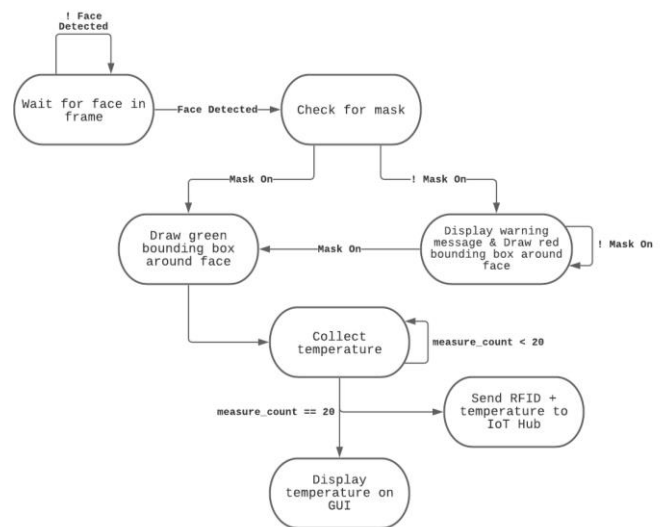 ! Face
Detected
Wait for face in
frame
Face Detected
Check for mask
Mask On
! Mask On
Draw green
bounding box
around face
Mask On
Display warning
message & Draw red
bounding box around
face
! Mask On
Collect
temperature
measure_count < 20
measure_count == 20
Send RFID +
temperature to
IoT Hub
Display
temperature on
GUI